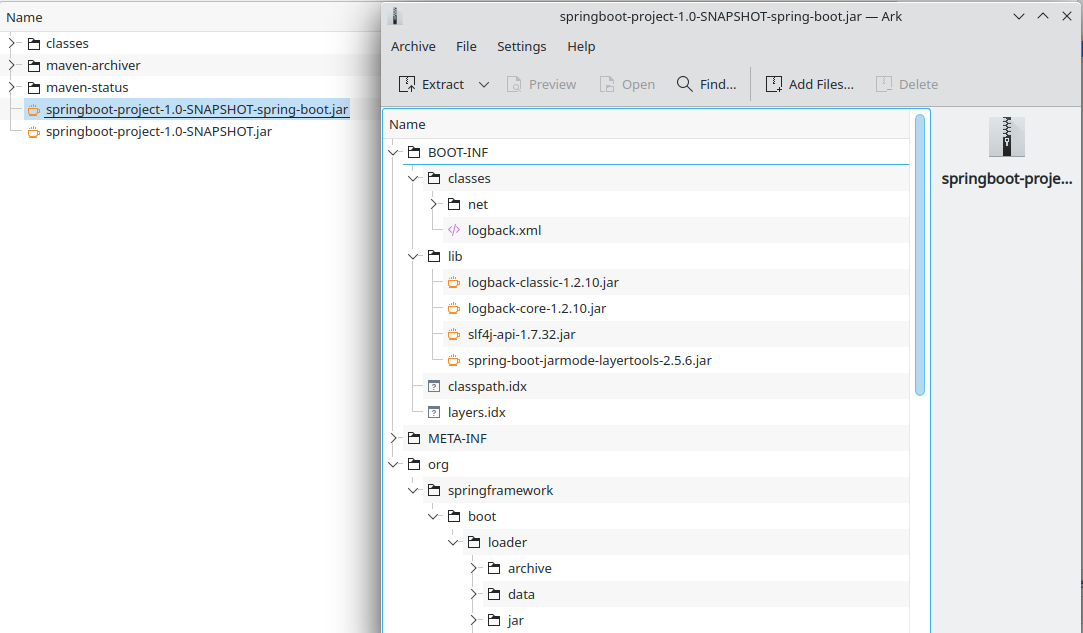 Name
classes
maven-archiver
maven-status
springboot-project-1.0-SNAPSHOT-spring-boot.jar
springboot-project-1.0-SNAPSHOT.jar
springboot-project-1.0-SNAPSHOT-spring-boot.jar — Ark
Archive File Settings Help
Extract Preview Open Find... Add Files... Delete
Name
BOOT-INF
classes
net
logback.xml
lib
logback-classic-1.2.10.jar
logback-core-1.2.10.jar
slf4j-api-1.7.32.jar
spring-boot-jarmode-layertools-2.5.6.jar
classpath.idx
layers.idx
META-INF
org
springframework
boot
loader
archive
data
jar
springboot-proje...